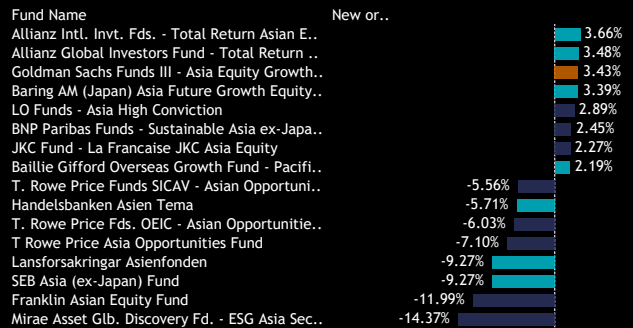 Fund Name New or..
Allianz Intl. Invt. Fds. - Total Return Asian E.. 3.66%
Allianz Global Investors Fund - Total Return .. 3.48%
Goldman Sachs Funds III - Asia Equity Growth.. 3.43%
Baring AM (Japan) Asia Future Growth Equity.. 3.39%
LO Funds - Asia High Conviction 2.89%
BNP Paribas Funds - Sustainable Asia ex-Japa.. 2.45%
JKC Fund - La Francaise JKC Asia Equity 2.27%
Baillie Gifford Overseas Growth Fund - Pacifi.. 2.19%
T. Rowe Price Funds SICAV - Asian Opportuni.. -5.56%
Handelsbanken Asien Tema -5.71%
T. Rowe Price Fds. OEIC - Asian Opportunitie.. -6.03%
T Rowe Price Asia Opportunities Fund -7.10%
Lansforsakringar Asienfonden -9.27%
SEB Asia (ex-Japan) Fund -9.27%
Franklin Asian Equity Fund -11.99%
Mirae Asset Glb. Discovery Fd. - ESG Asia Sec.. -14.37%